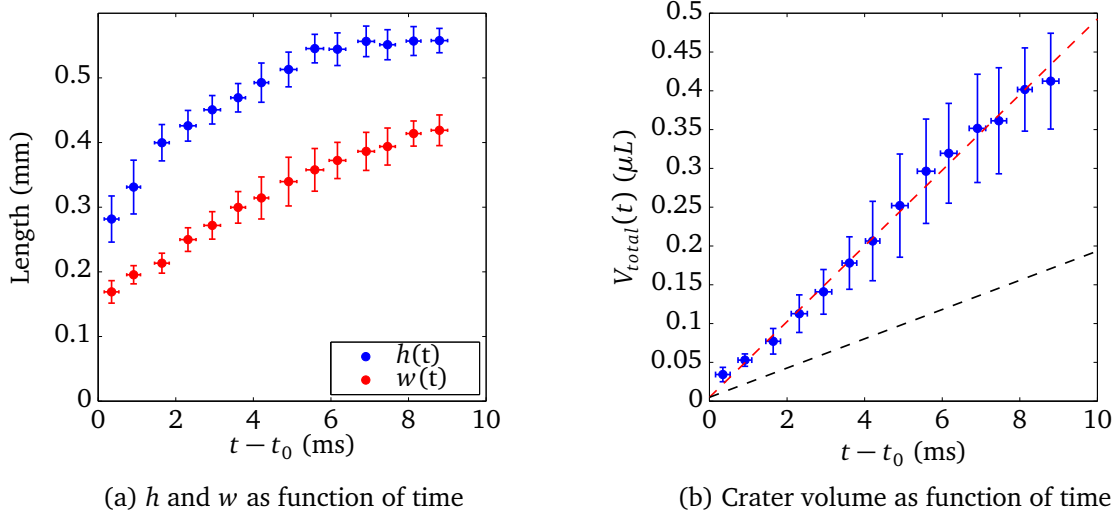 Length (mm)
0.5
0.4
0.3
0.2
0.1
0
0 2 4 6 8 10
t − t₀ (ms)
h(t)
w(t)
(a) h and w as function of time
V_total(t) (μL)
0.5
0.45
0.4
0.35
0.3
0.25
0.2
0.15
0.1
0.05
0
0 2 4 6 8 10
t − t₀ (ms)
(b) Crater volume as function of time